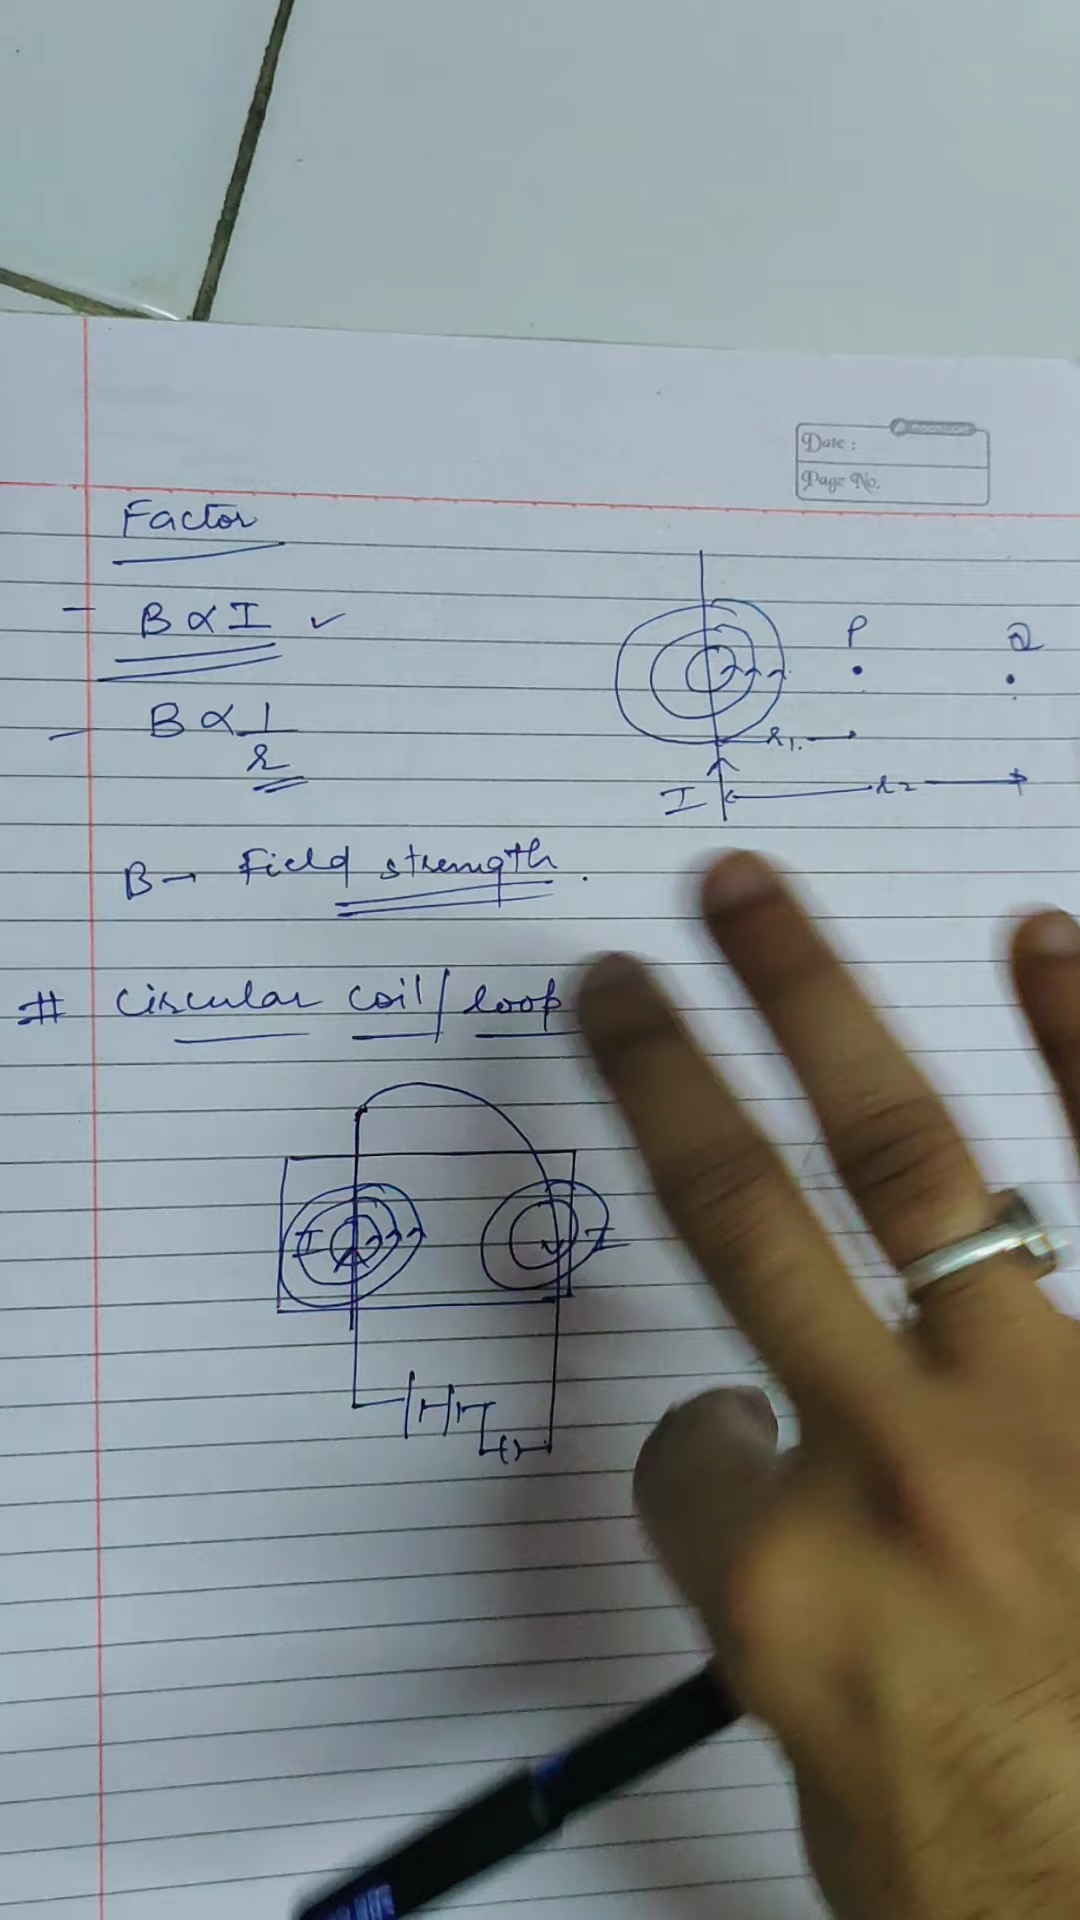 Date :
Page No.
Factor
- B ∝ I ✓
- B ∝ 1/r
P
Q
r1.
r2
I
B → Field strength.
# Circular coil/loop
I
I